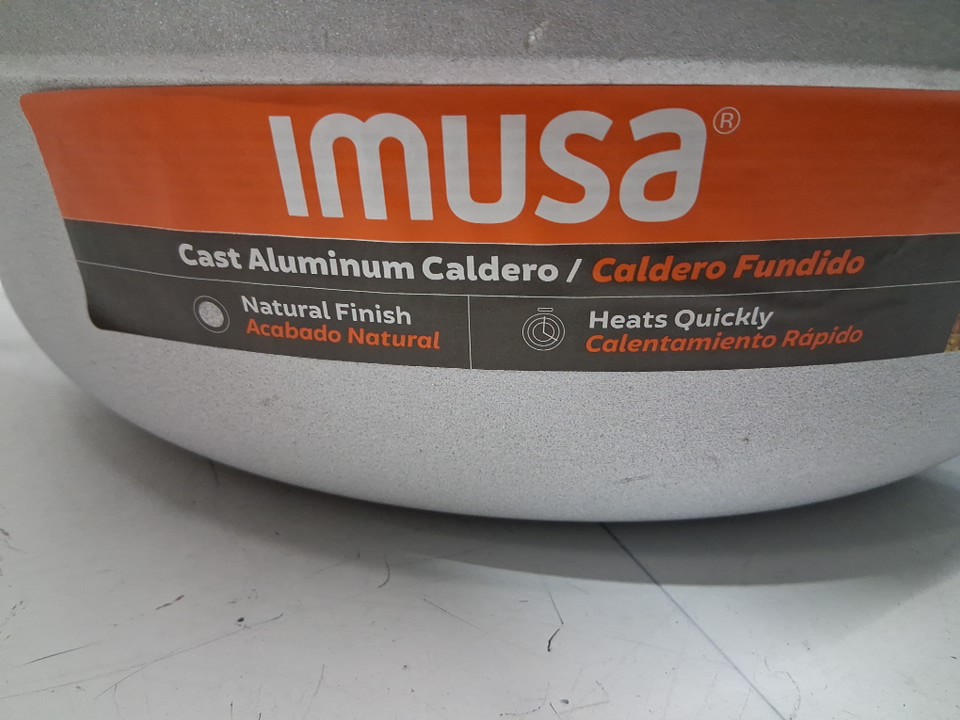 IMUSA®
Cast Aluminum Caldero / Caldero Fundido
Natural Finish
Acabado Natural
Heats Quickly
Calentamiento Rápido